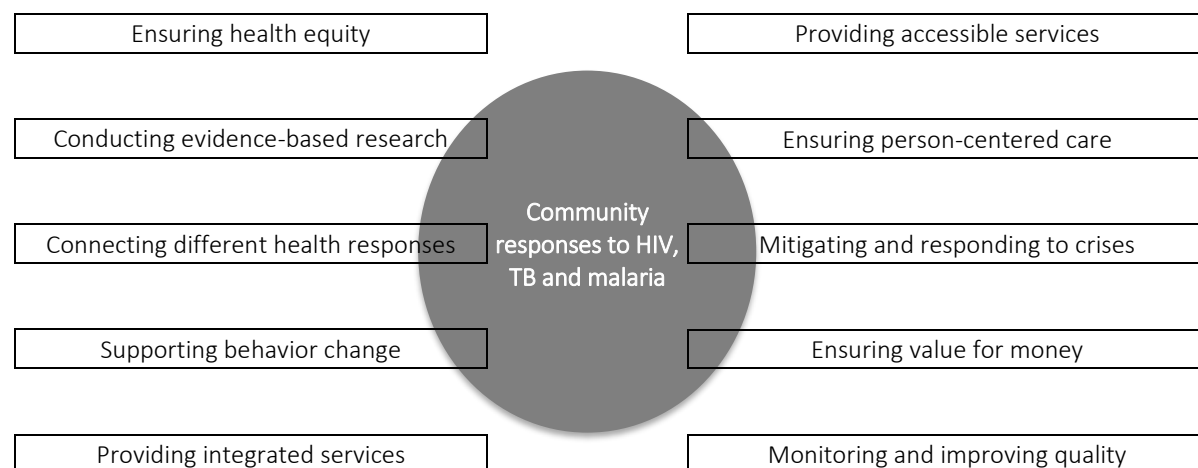 Ensuring health equity
Providing accessible services
Conducting evidence-based research
Ensuring person-centered care
Community
responses to HIV,
TB and malaria
Connecting different health responses
Mitigating and responding to crises
Supporting behavior change
Ensuring value for money
Providing integrated services
Monitoring and improving quality